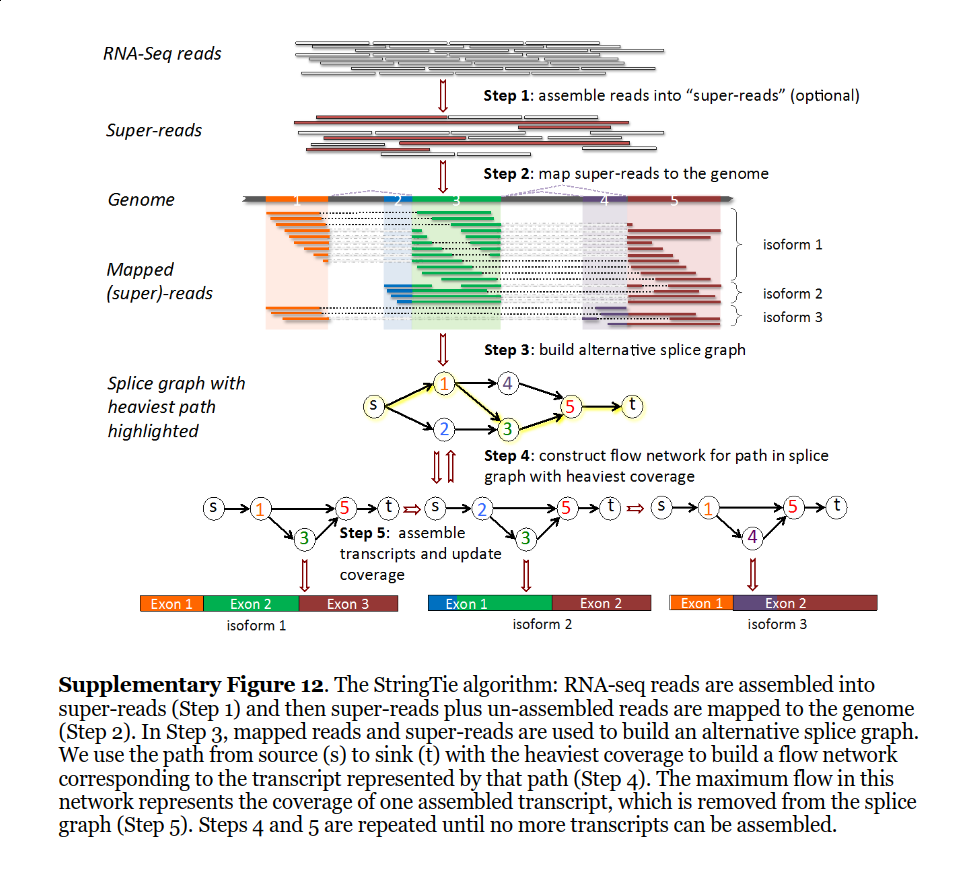 RNA-Seq reads
Step 1: assemble reads into “super-reads” (optional)
Super-reads
Step 2: map super-reads to the genome
Genome
1 2 3 4 5
isoform 1
Mapped
(super)-reads
isoform 2
isoform 3
Step 3: build alternative splice graph
Splice graph with
heaviest path
highlighted
s 1 4 5 t
2 3
Step 4: construct flow network for path in splice
graph with heaviest coverage
s 1 5 t s 2 5 t s 1 5 t
3 3 4
Step 5: assemble
transcripts and update
coverage
Exon 1 Exon 2 Exon 3 Exon 1 Exon 2 Exon 1 Exon 2
isoform 1 isoform 2 isoform 3
Supplementary Figure 12. The StringTie algorithm: RNA-seq reads are assembled into
super-reads (Step 1) and then super-reads plus un-assembled reads are mapped to the genome
(Step 2). In Step 3, mapped reads and super-reads are used to build an alternative splice graph.
We use the path from source (s) to sink (t) with the heaviest coverage to build a flow network
corresponding to the transcript represented by that path (Step 4). The maximum flow in this
network represents the coverage of one assembled transcript, which is removed from the splice
graph (Step 5). Steps 4 and 5 are repeated until no more transcripts can be assembled.